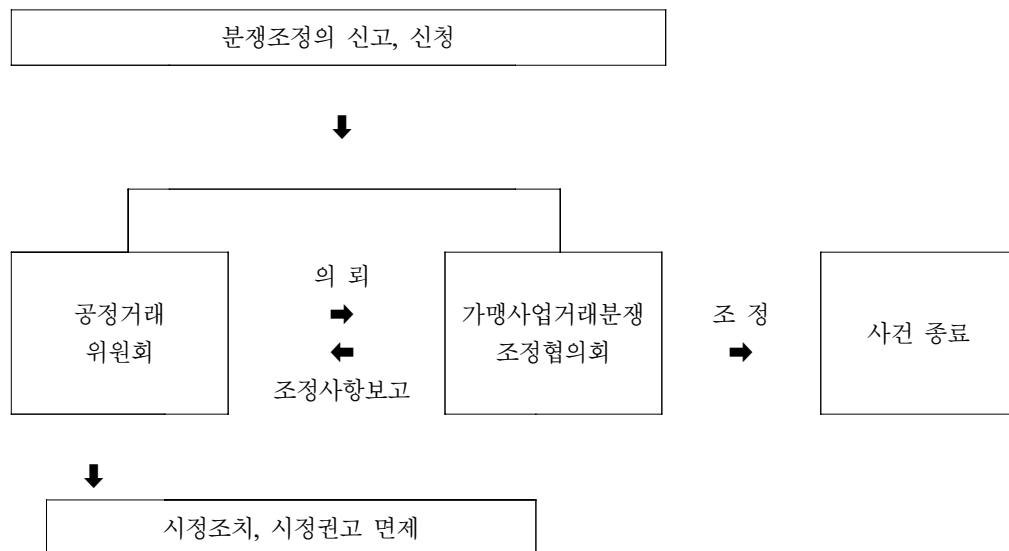 분쟁조정의 신고, 신청
의 뢰
공정거래
위원회
조정사항보고
가맹사업거래분쟁
조정협의회
조 정
사건 종료
시정조치, 시정권고 면제